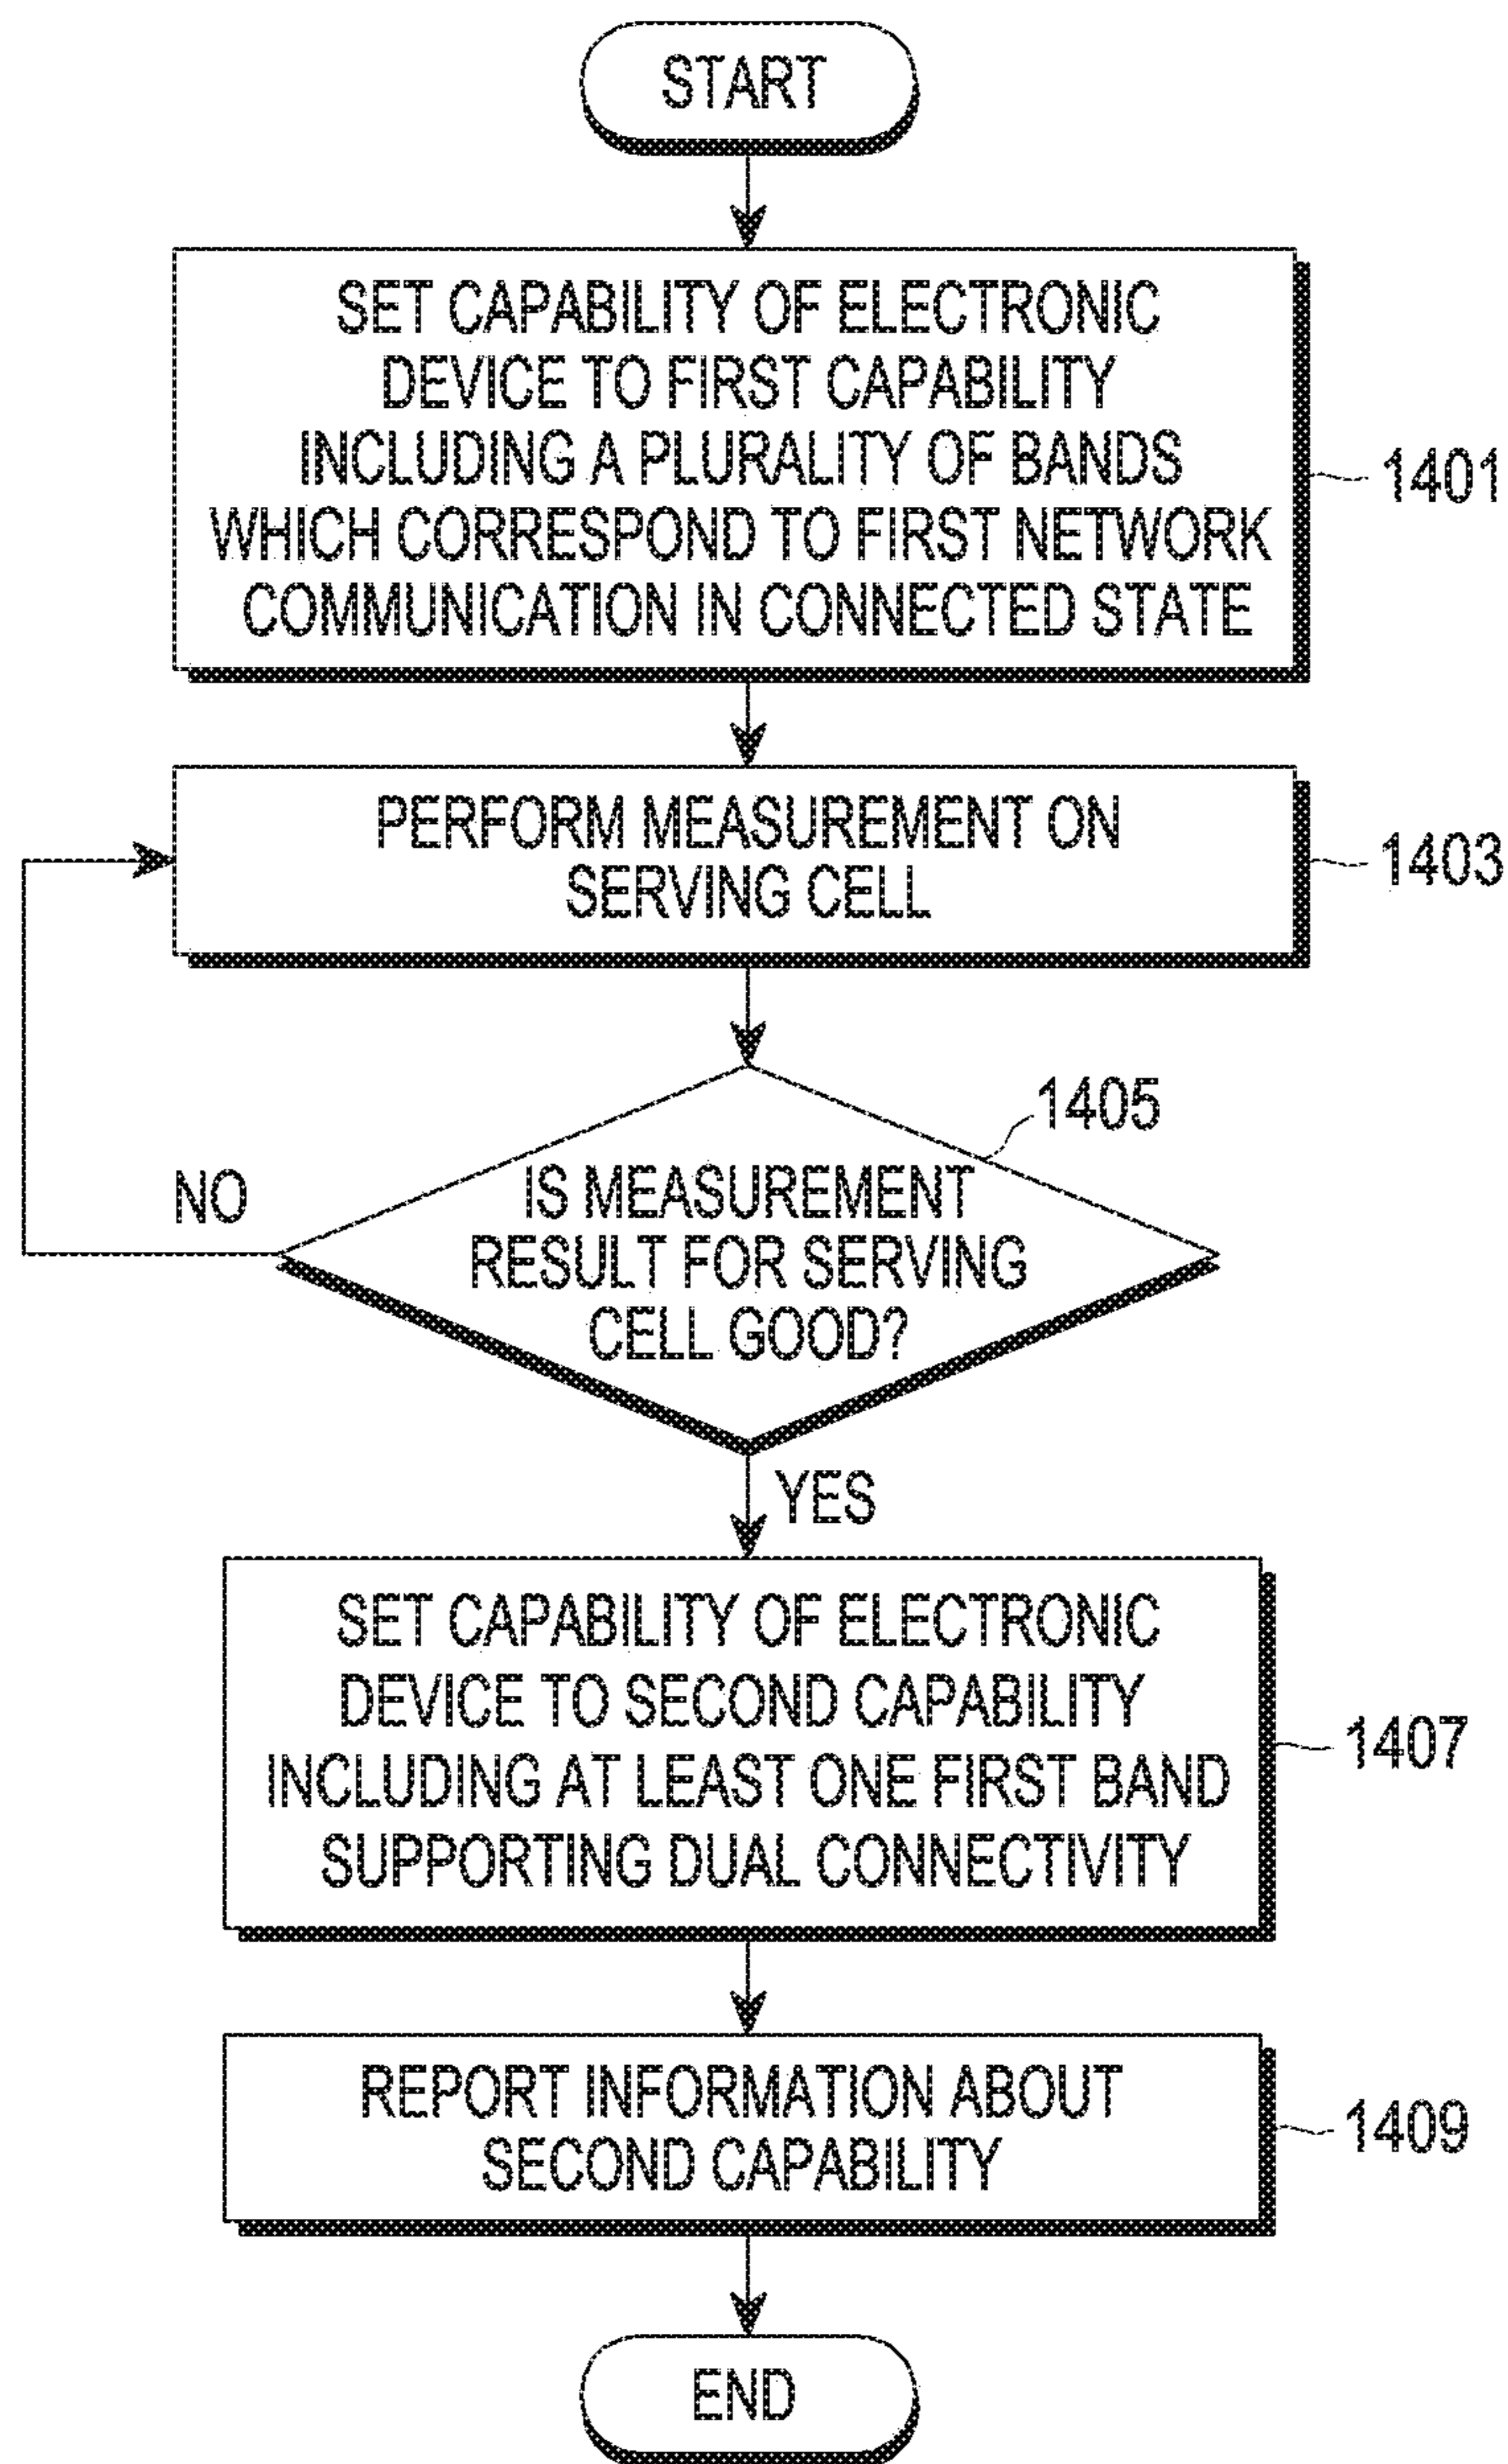 START
SET CAPABILITY OF ELECTRONIC
DEVICE TO FIRST CAPABILITY
INCLUDING A PLURALITY OF BANDS
WHICH CORRESPOND TO FIRST NETWORK
COMMUNICATION IN CONNECTED STATE
1401
PERFORM MEASUREMENT ON
SERVING CELL
1403
1405
IS MEASUREMENT
RESULT FOR SERVING
CELL GOOD?
NO
YES
SET CAPABILITY OF ELECTRONIC
DEVICE TO SECOND CAPABILITY
INCLUDING AT LEAST ONE FIRST BAND
SUPPORTING DUAL CONNECTIVITY
1407
REPORT INFORMATION ABOUT
SECOND CAPABILITY
1409
END